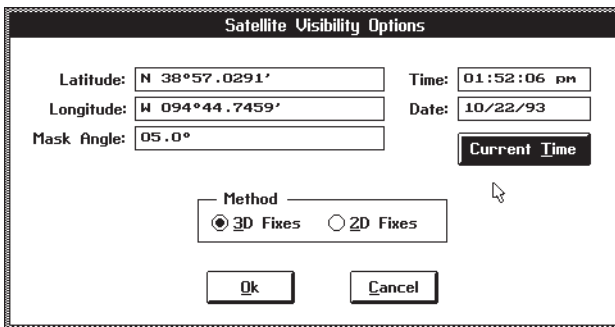 Satellite Visibility Options
Latitude: N 38°57.0291' Time: 01:52:06 pm
Longitude: W 094°44.7459' Date: 10/22/93
Mask Angle: 05.0°
Current Time
Method
3D Fixes 2D Fixes
Ok Cancel